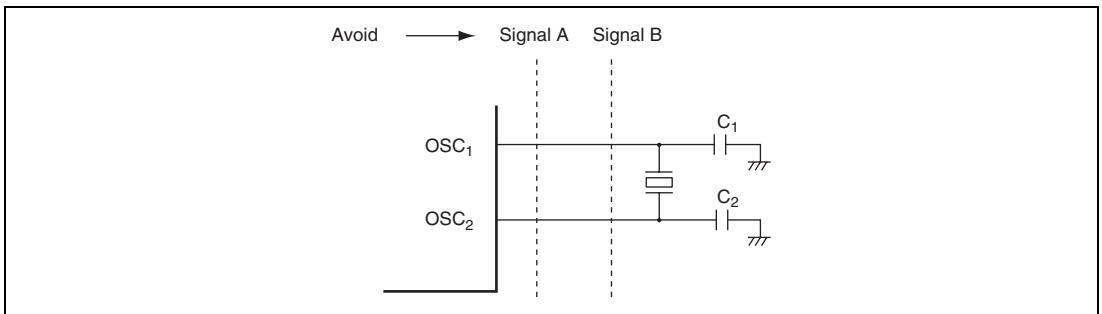 Avoid Signal A Signal B
C₁
OSC₁
C₂
OSC₂